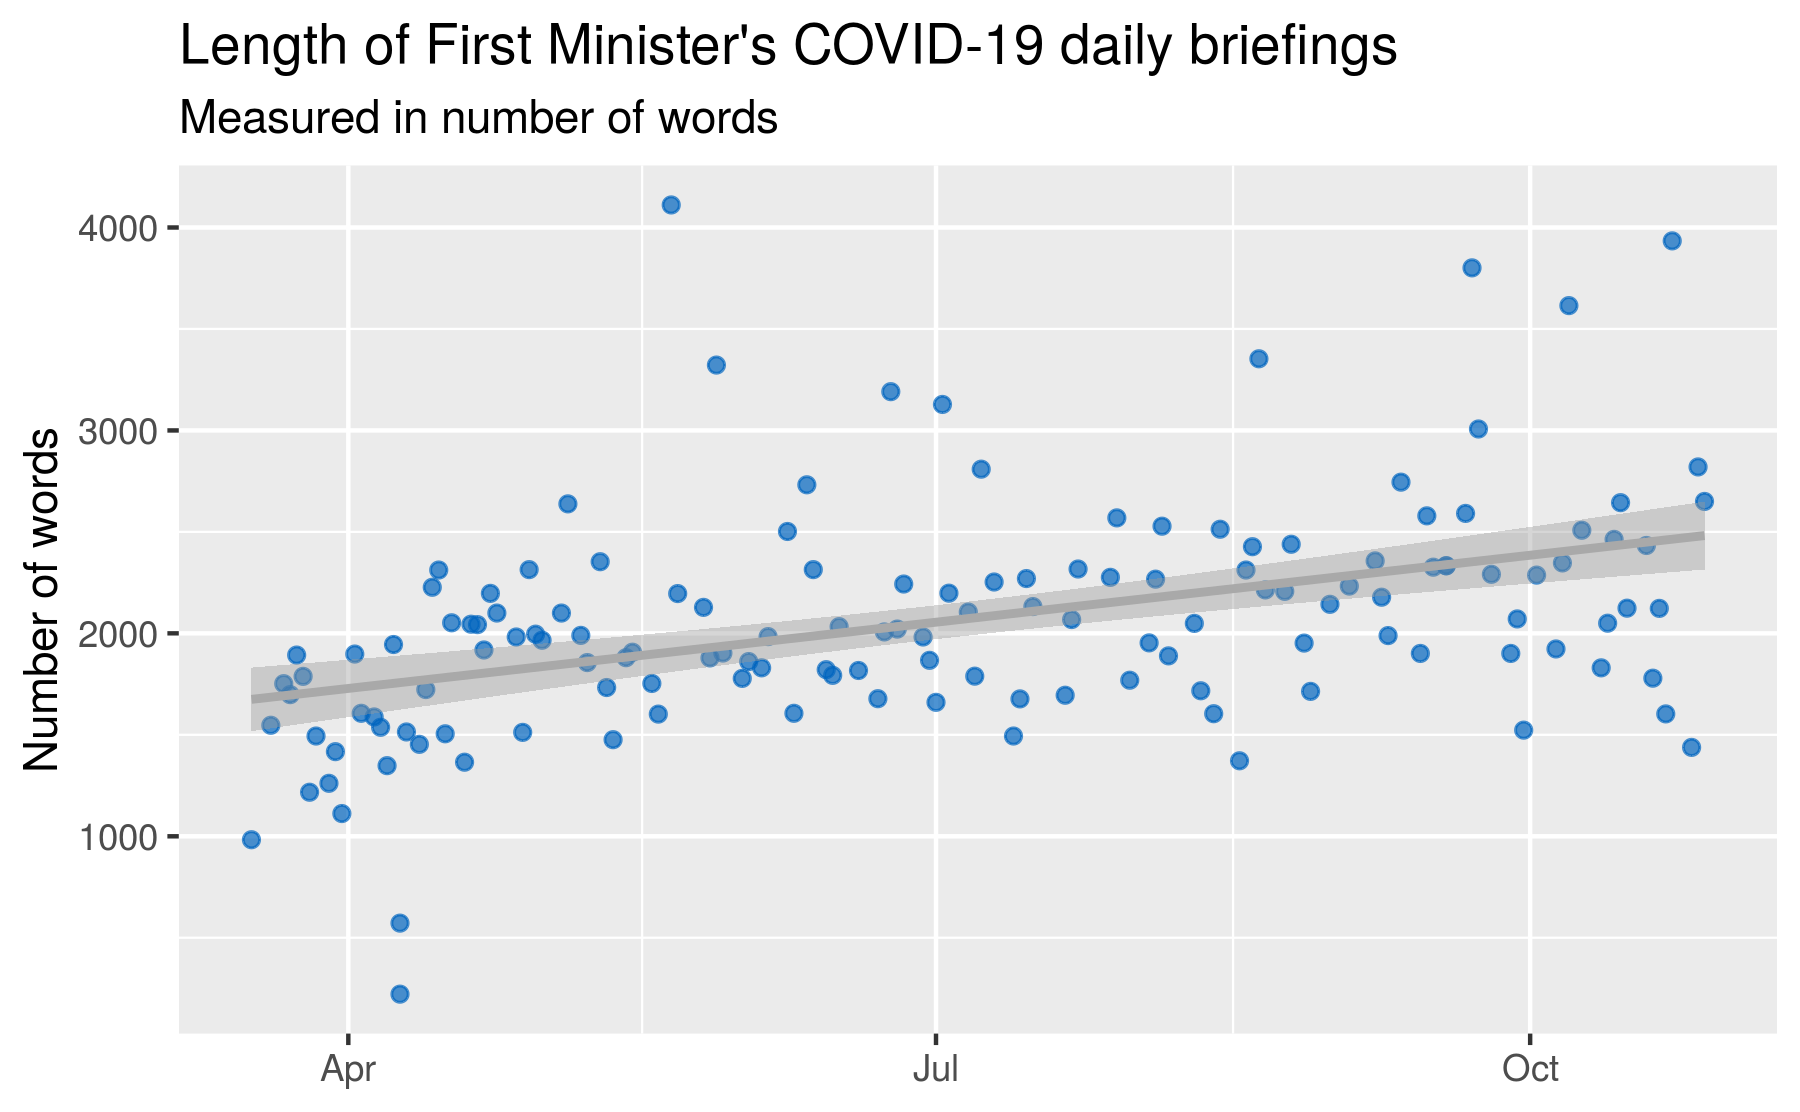 Length of First Minister's COVID-19 daily briefings
Measured in number of words
Number of words
4000
3000
2000
1000
Apr Jul Oct